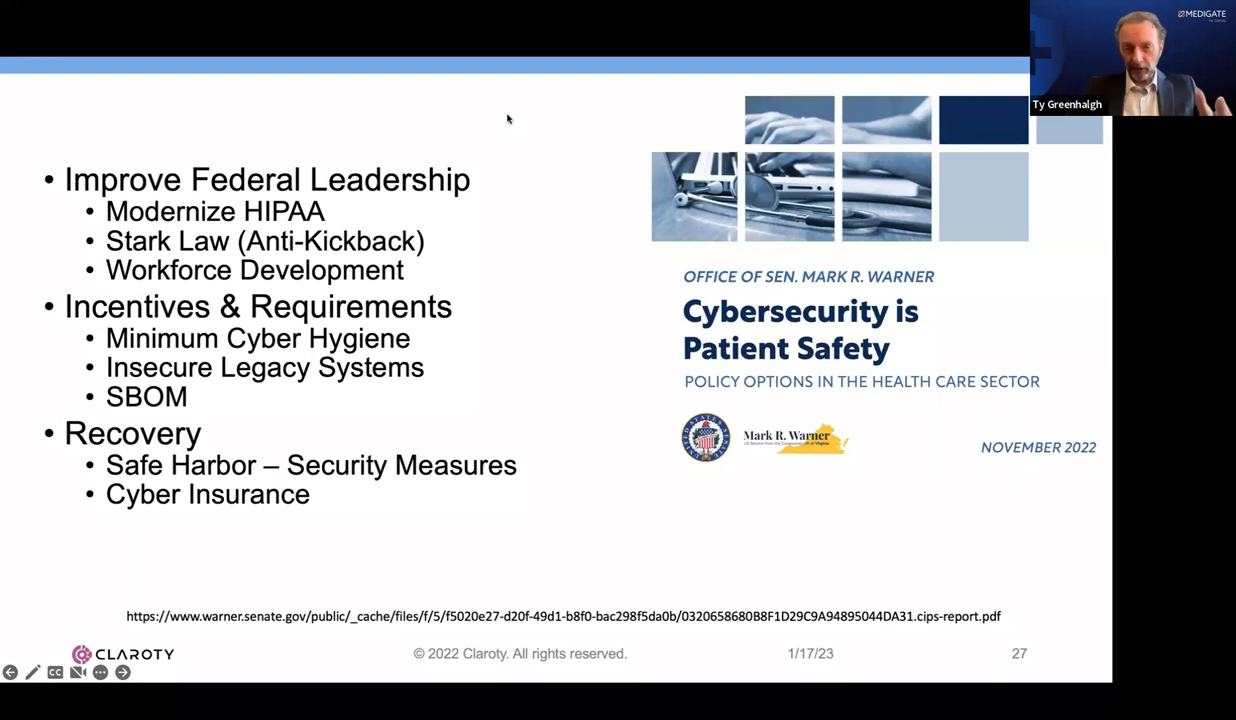 MEDIGATE
by Claroty
Ty Greenhalgh
• Improve Federal Leadership
• Modernize HIPAA
• Stark Law (Anti-Kickback)
• Workforce Development
• Incentives & Requirements
• Minimum Cyber Hygiene
• Insecure Legacy Systems
• SBOM
• Recovery
• Safe Harbor – Security Measures
• Cyber Insurance
OFFICE OF SEN. MARK R. WARNER
Cybersecurity is
Patient Safety
POLICY OPTIONS IN THE HEALTH CARE SECTOR
Mark R. Warner
NOVEMBER 2022
https://www.warner.senate.gov/public/_cache/files/f/5/f5020e27-d20f-49d1-b8f0-bac298f5da0b/0320658680B8F1D29C9A94895044DA31.cips-report.pdf
CLAROTY
© 2022 Claroty. All rights reserved.
1/17/23
27
CC